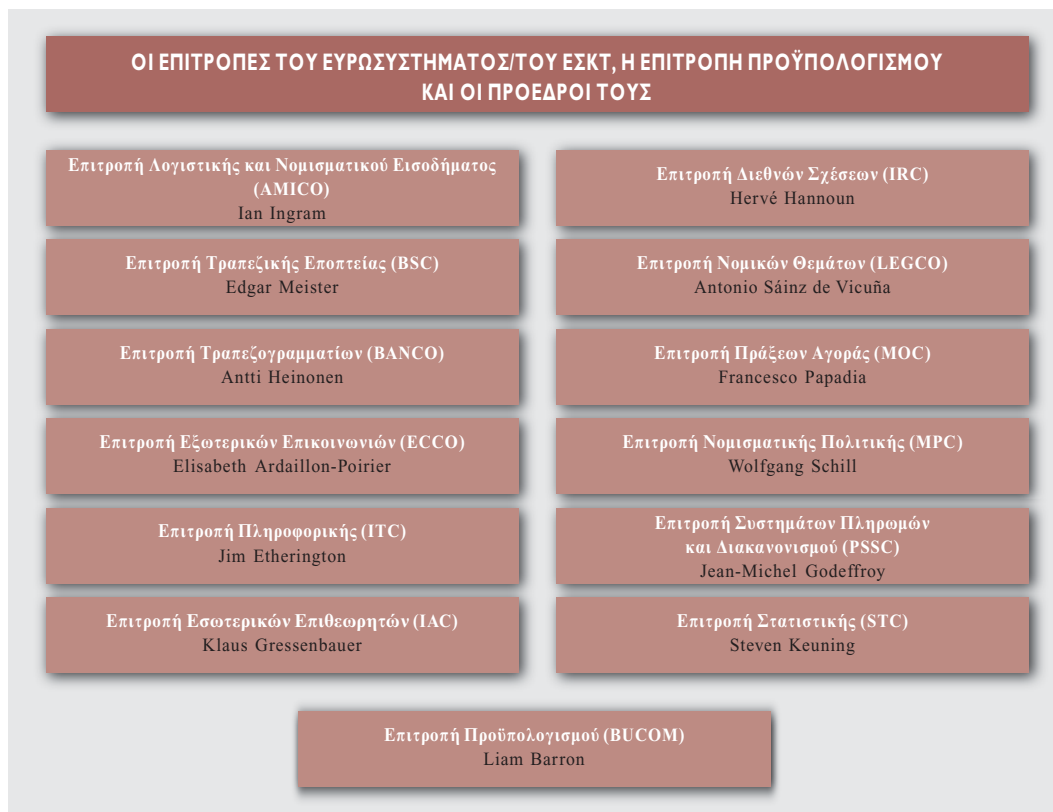 ΟΙ ΕΠΙΤΡΟΠΕΣ ΤΟΥ ΕΥΡΩΣΥΣΤΗΜΑΤΟΣ/ΤΟΥ ΕΣΚΤ, Η ΕΠΙΤΡΟΠΗ ΠΡΟΫΠΟΛΟΓΙΣΜΟΥ
ΚΑΙ ΟΙ ΠΡΟΕΔΡΟΙ ΤΟΥΣ
Επιτροπή Λογιστικής και Νομισματικού Εισοδήματος
(AMICO)
Ian Ingram
Επιτροπή Τραπεζικής Εποπτείας (BSC)
Edgar Meister
Επιτροπή Τραπεζογραμματίων (BANCO)
Antti Heinonen
Επιτροπή Εξωτερικών Επικοινωνιών (ECCO)
Elisabeth Ardaillon-Poirier
Επιτροπή Πληροφορικής (ITC)
Jim Etherington
Επιτροπή Εσωτερικών Επιθεωρητών (IAC)
Klaus Gressenbauer
Επιτροπή Διεθνών Σχέσεων (IRC)
Hervé Hannoun
Επιτροπή Νομικών Θεμάτων (LEGCO)
Antonio Sáinz de Vicuña
Επιτροπή Πράξεων Αγοράς (MOC)
Francesco Papadia
Επιτροπή Νομισματικής Πολιτικής (MPC)
Wolfgang Schill
Επιτροπή Συστημάτων Πληρωμών
και Διακανονισμού (PSSC)
Jean-Michel Godeffroy
Επιτροπή Στατιστικής (STC)
Steven Keuning
Επιτροπή Προϋπολογισμού (BUCOM)
Liam Barron